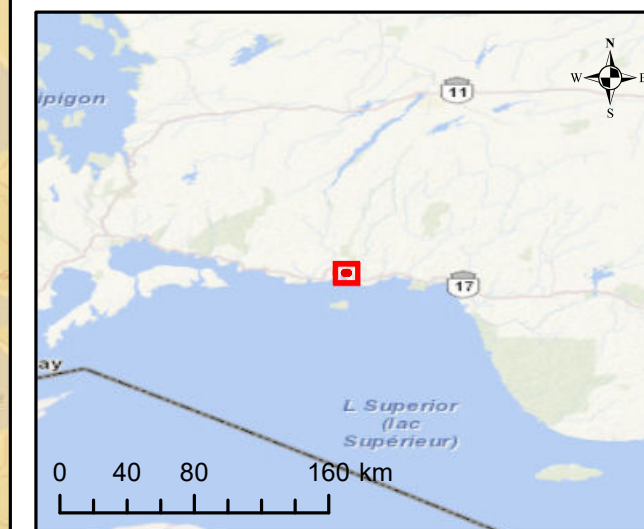 N
W E
S
11
ipigon
17
ay
L Superior
(lac
Supérieur)
0 40 80 160 km